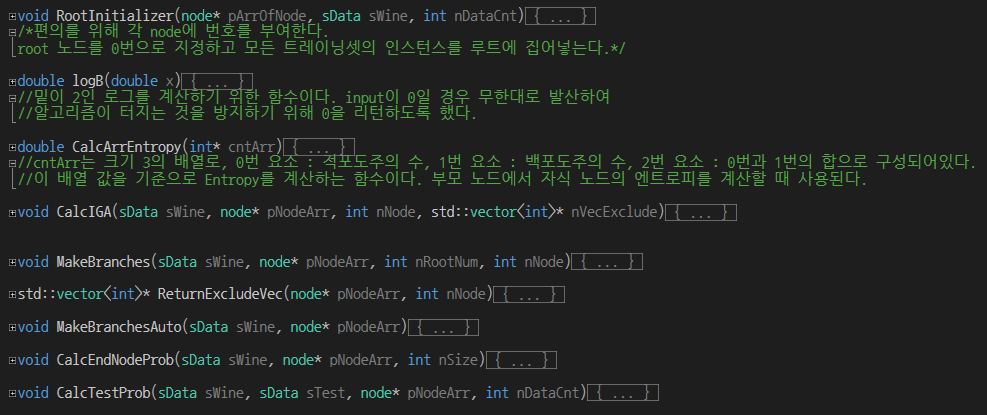 void RootInitializer(node* pArrOfNode, sData sWine, int nDataCnt){ ... }
/*편의를 위해 각 node에 번호를 부여한다.
root 노드를 0번으로 지정하고 모든 트레이닝셋의 인스턴스를 루트에 집어넣는다.*/
double logB(double x){ ... }
//밑이 2인 로그를 계산하기 위한 함수이다. input이 0일 경우 무한대로 발산하여
//알고리즘이 터지는 것을 방지하기 위해 0을 리턴하도록 했다.
double CalcArrEntropy(int* cntArr){ ... }
//cntArr는 크기 3의 배열로, 0번 요소 : 적포도주의 수, 1번 요소 : 백포도주의 수, 2번 요소 : 0번과 1번의 합으로 구성되어있다.
//이 배열 값을 기준으로 Entropy를 계산하는 함수이다. 부모 노드에서 자식 노드의 엔트로피를 계산할 때 사용된다.
void CalcIGA(sData sWine, node* pNodeArr, int nNode, std::vector<int>* nVecExclude){ ... }
void MakeBranches(sData sWine, node* pNodeArr, int nRootNum, int nNode){ ... }
std::vector<int>* ReturnExcludeVec(node* pNodeArr, int nNode){ ... }
void MakeBranchesAuto(sData sWine, node* pNodeArr){ ... }
void CalcEndNodeProb(sData sWine, node* pNodeArr, int nSize){ ... }
void CalcTestProb(sData sWine, sData sTest, node* pNodeArr, int nDataCnt){ ... }